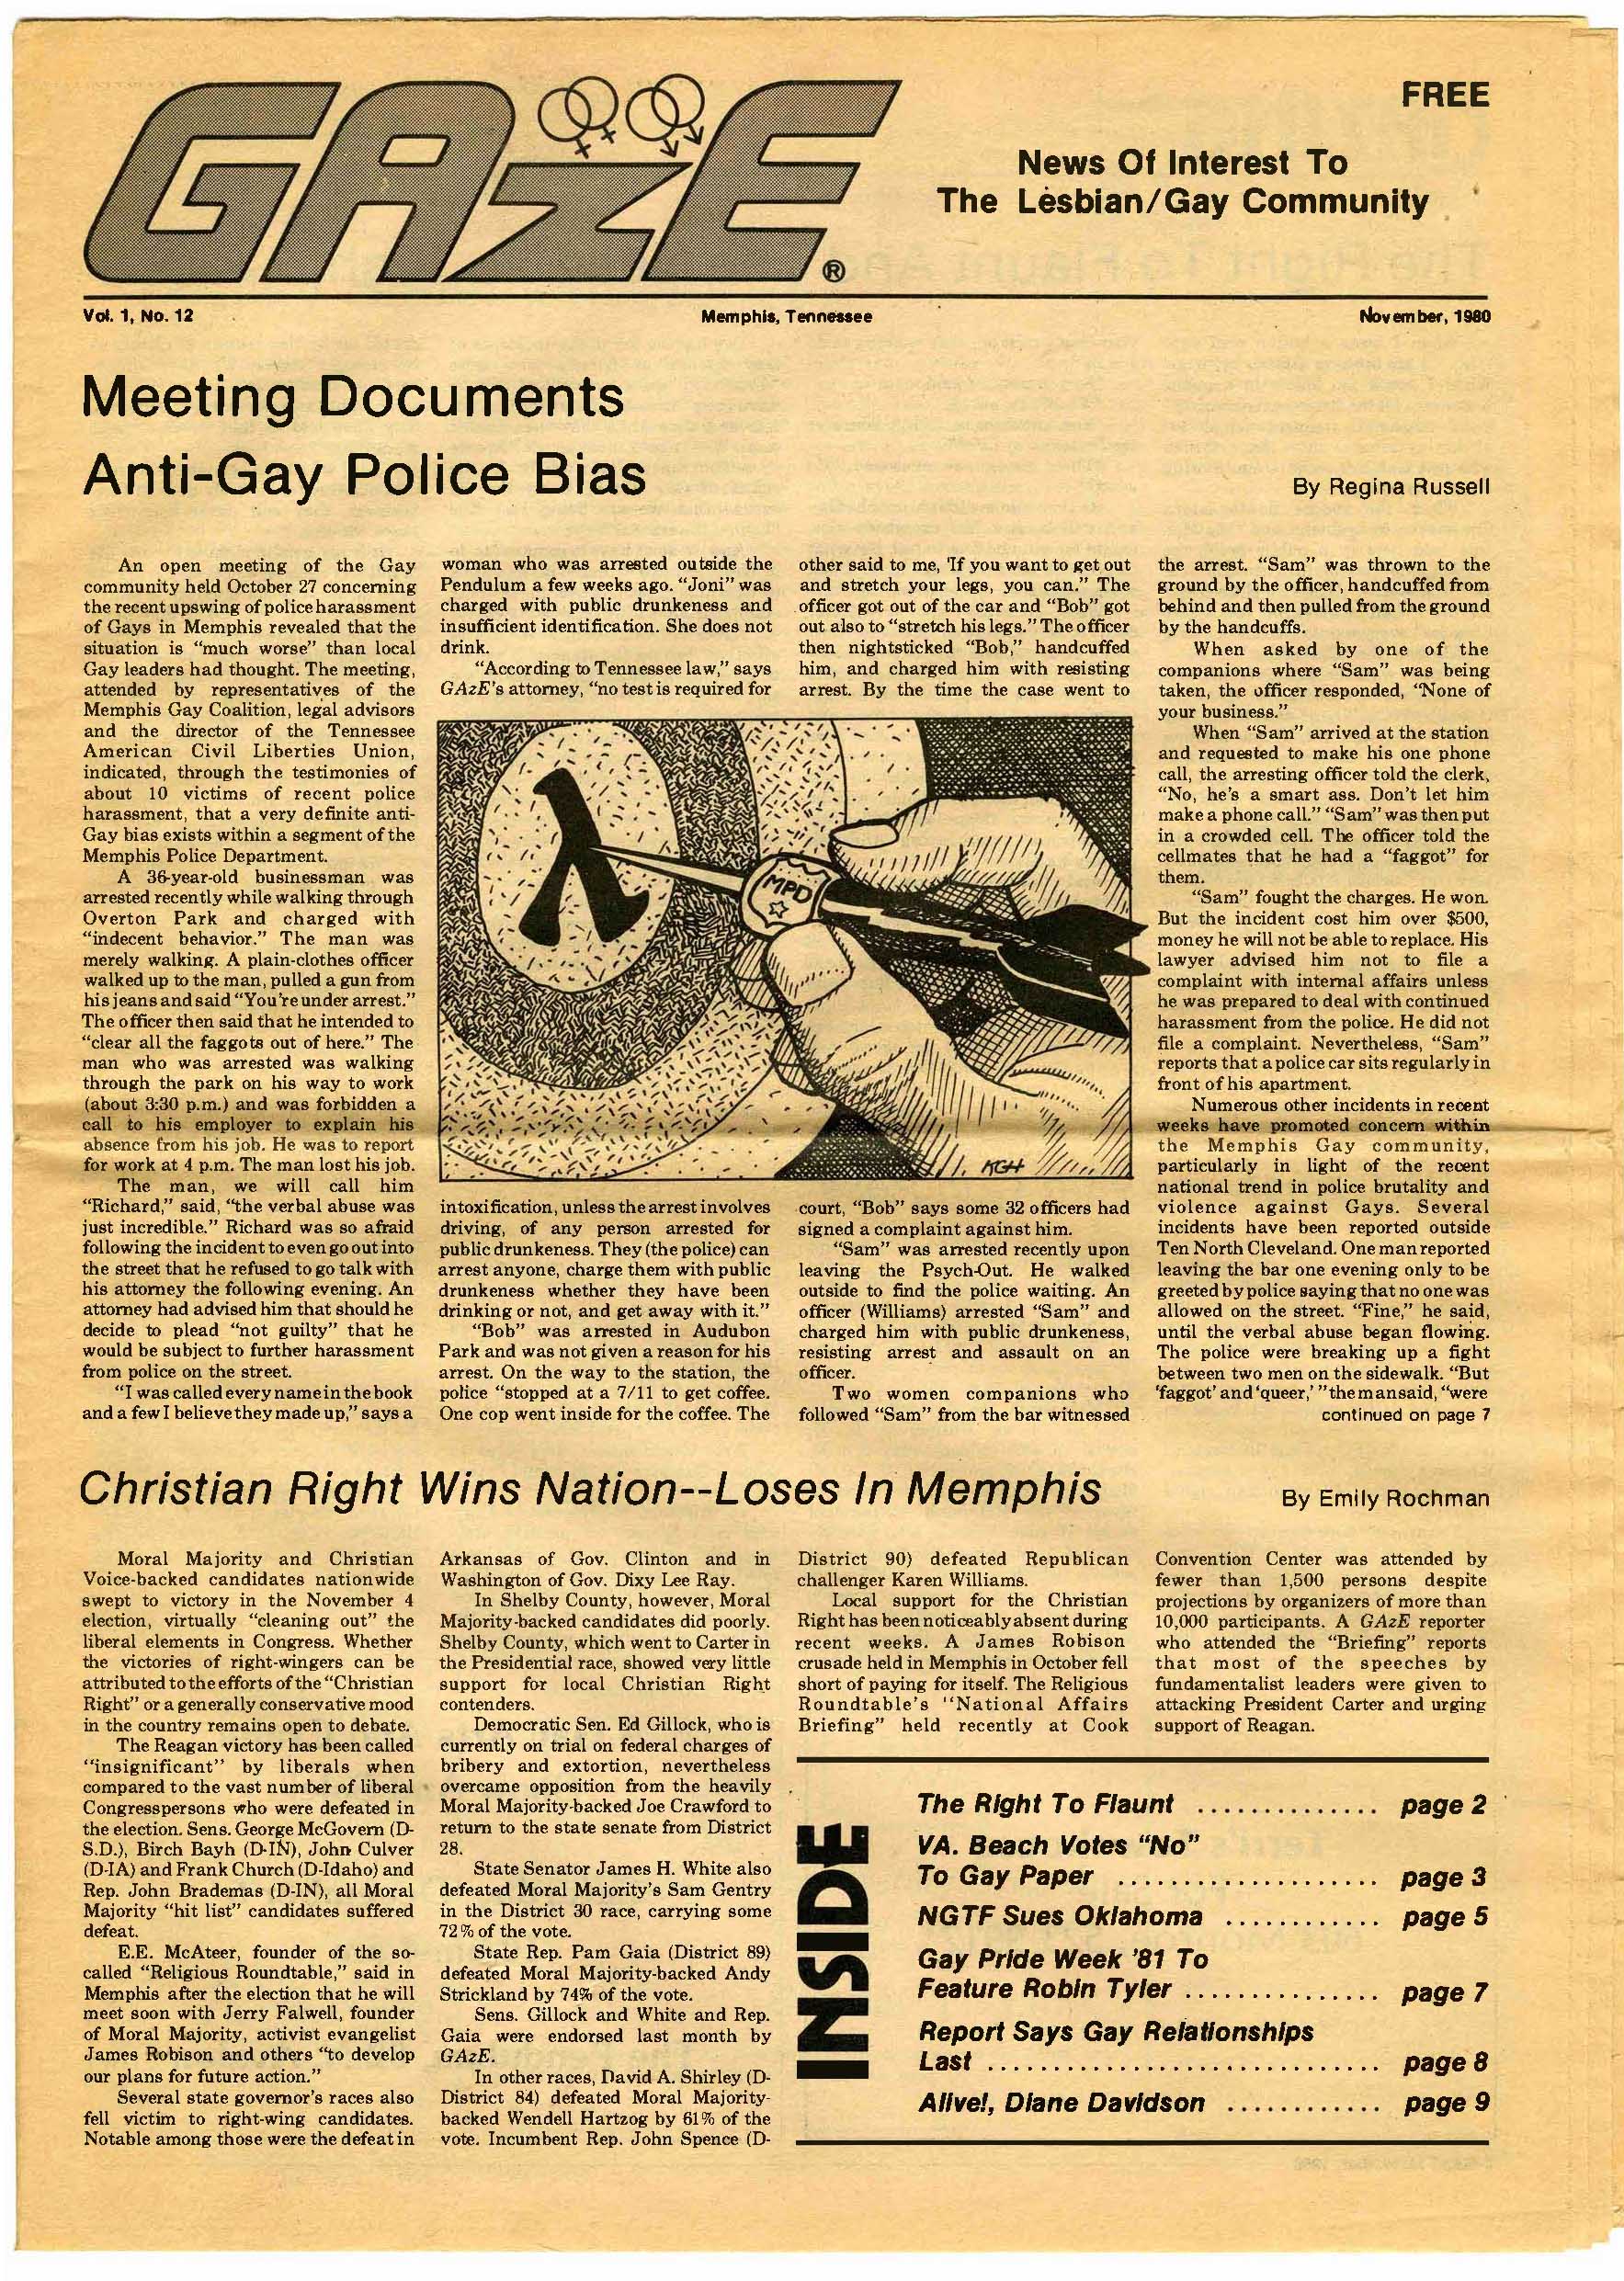 GAzE®
FREE
News Of Interest To
The Lesbian/Gay Community
Vol. 1, No. 12
Memphis, Tennessee
November, 1980
Meeting Documents
Anti-Gay Police Bias
By Regina Russell
An open meeting of the Gay
community held October 27 concerning
the recent upswing of police harassment
of Gays in Memphis revealed that the
situation is “much worse” than local
Gay leaders had thought. The meeting,
attended by representatives of the
Memphis Gay Coalition, legal advisors
and the director of the Tennessee
American Civil Liberties Union,
indicated, through the testimonies of
about 10 victims of recent police
harassment, that a very definite anti-
Gay bias exists within a segment of the
Memphis Police Department.
A 36-year-old businessman was
arrested recently while walking through
Overton Park and charged with
“indecent behavior.” The man was
merely walking. A plain-clothes officer
walked up to the man, pulled a gun from
his jeans and said “You're under arrest.”
The officer then said that he intended to
“clear all the faggots out of here.” The
man who was arrested was walking
through the park on his way to work
(about 3:30 p.m.) and was forbidden a
call to his employer to explain his
absence from his job. He was to report
for work at 4 p.m. The man lost his job.
The man, we will call him
“Richard,” said, “the verbal abuse was
just incredible.” Richard was so afraid
following the incident to even go out into
the street that he refused to go talk with
his attorney the following evening. An
attorney had advised him that should he
decide to plead “not guilty” that he
would be subject to further harassment
from police on the street.
“I was called every name in the book
and a few I believe they made up,” says a
woman who was arrested outside the
Pendulum a few weeks ago. “Joni” was
charged with public drunkeness and
insufficient identification. She does not
drink.
“According to Tennessee law,” says
GAzE's attorney, “no test is required for
λ
MPD
KGH
intoxification, unless the arrest involves
driving, of any person arrested for
public drunkeness. They (the police) can
arrest anyone, charge them with public
drunkeness whether they have been
drinking or not, and get away with it.”
“Bob” was arrested in Audubon
Park and was not given a reason for his
arrest. On the way to the station, the
police “stopped at a 7/11 to get coffee.
One cop went inside for the coffee. The
other said to me, 'If you want to get out
and stretch your legs, you can.” The
officer got out of the car and “Bob” got
out also to “stretch his legs.” The officer
then nightsticked “Bob,” handcuffed
him, and charged him with resisting
arrest. By the time the case went to
court, “Bob” says some 32 officers had
signed a complaint against him.
“Sam” was arrested recently upon
leaving the Psych-Out. He walked
outside to find the police waiting. An
officer (Williams) arrested “Sam” and
charged him with public drunkeness,
resisting arrest and assault on an
officer.
Two women companions who
followed “Sam” from the bar witnessed
the arrest. “Sam” was thrown to the
ground by the officer, handcuffed from
behind and then pulled from the ground
by the handcuffs.
When asked by one of the
companions where “Sam” was being
taken, the officer responded, “None of
your business.”
When “Sam” arrived at the station
and requested to make his one phone
call, the arresting officer told the clerk,
“No, he's a smart ass. Don't let him
make a phone call.” “Sam” was then put
in a crowded cell. The officer told the
cellmates that he had a “faggot” for
them.
“Sam” fought the charges. He won.
But the incident cost him over $500,
money he will not be able to replace. His
lawyer advised him not to file a
complaint with internal affairs unless
he was prepared to deal with continued
harassment from the police. He did not
file a complaint. Nevertheless, “Sam”
reports that a police car sits regularly in
front of his apartment.
Numerous other incidents in recent
weeks have promoted concern within
the Memphis Gay community,
particularly in light of the recent
national trend in police brutality and
violence against Gays. Several
incidents have been reported outside
Ten North Cleveland. One man reported
leaving the bar one evening only to be
greeted by police saying that no one was
allowed on the street. “Fine,” he said,
until the verbal abuse began flowing.
The police were breaking up a fight
between two men on the sidewalk. “But
‘faggot’ and ‘queer,’ ” the man said, “were
continued on page 7
Christian Right Wins Nation--Loses In Memphis
By Emily Rochman
Moral Majority and Christian
Voice-backed candidates nationwide
swept to victory in the November 4
election, virtually “cleaning out” the
liberal elements in Congress. Whether
the victories of right-wingers can be
attributed to the efforts of the “Christian
Right” or a generally conservative mood
in the country remains open to debate.
The Reagan victory has been called
“insignificant” by liberals when
compared to the vast number of liberal
Congresspersons who were defeated in
the election. Sens. George McGovern (D-
S.D.), Birch Bayh (D-IN), John Culver
(D-IA) and Frank Church (D-Idaho) and
Rep. John Brademas (D-IN), all Moral
Majority “hit list” candidates suffered
defeat.
E.E. McAteer, founder of the so-
called “Religious Roundtable,” said in
Memphis after the election that he will
meet soon with Jerry Falwell, founder
of Moral Majority, activist evangelist
James Robison and others “to develop
our plans for future action.”
Several state governor's races also
fell victim to right-wing candidates.
Notable among those were the defeat in
Arkansas of Gov. Clinton and in
Washington of Gov. Dixy Lee Ray.
In Shelby County, however, Moral
Majority-backed candidates did poorly.
Shelby County, which went to Carter in
the Presidential race, showed very little
support for local Christian Right
contenders.
Democratic Sen. Ed Gillock, who is
currently on trial on federal charges of
bribery and extortion, nevertheless
overcame opposition from the heavily
Moral Majority-backed Joe Crawford to
return to the state senate from District
28.
State Senator James H. White also
defeated Moral Majority's Sam Gentry
in the District 30 race, carrying some
72% of the vote.
State Rep. Pam Gaia (District 89)
defeated Moral Majority-backed Andy
Strickland by 74% of the vote.
Sens. Gillock and White and Rep.
Gaia were endorsed last month by
GAzE.
In other races, David A. Shirley (D-
District 84) defeated Moral Majority-
backed Wendell Hartzog by 61% of the
vote. Incumbent Rep. John Spence (D-
District 90) defeated Republican
challenger Karen Williams.
Local support for the Christian
Right has been noticeably absent during
recent weeks. A James Robison
crusade held in Memphis in October fell
short of paying for itself. The Religious
Roundtable's “National Affairs
Briefing” held recently at Cook
Convention Center was attended by
fewer than 1,500 persons despite
projections by organizers of more than
10,000 participants. A GAzE reporter
who attended the “Briefing” reports
that most of the speeches by
fundamentalist leaders were given to
attacking President Carter and urging
support of Reagan.
INSIDE
The Right To Flaunt .............. page 2
VA. Beach Votes “No”
To Gay Paper .................... page 3
NGTF Sues Oklahoma ............ page 5
Gay Pride Week '81 To
Feature Robin Tyler ............... page 7
Report Says Gay Relationships
Last .............................. page 8
Alive!, Diane Davidson ............ page 9